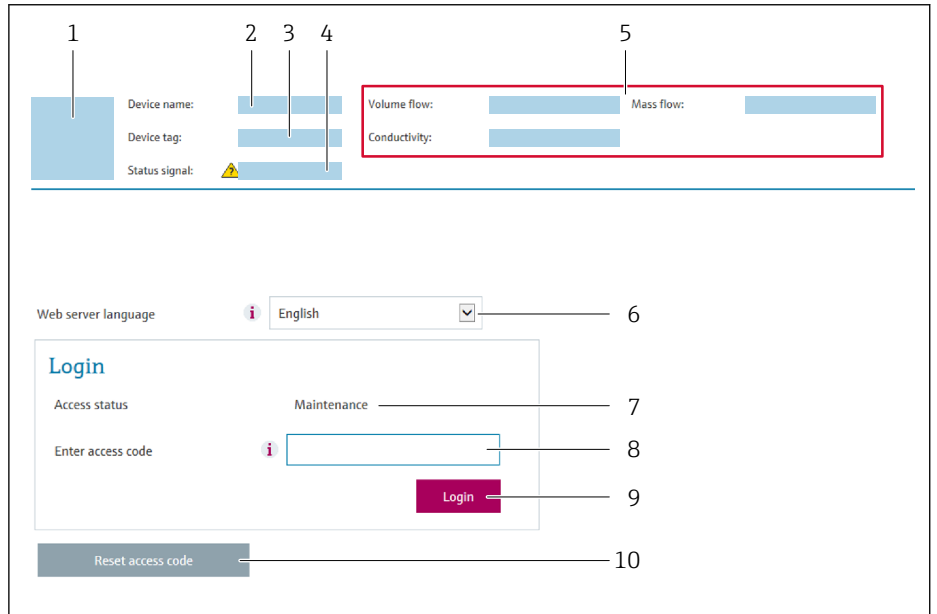 1 2 3 4 5
Device name: Volume flow: Mass flow:
Device tag: Conductivity:
Status signal: ?
Web server language i English 6
Login
Access status Maintenance 7
Enter access code i 8
Login 9
Reset access code 10